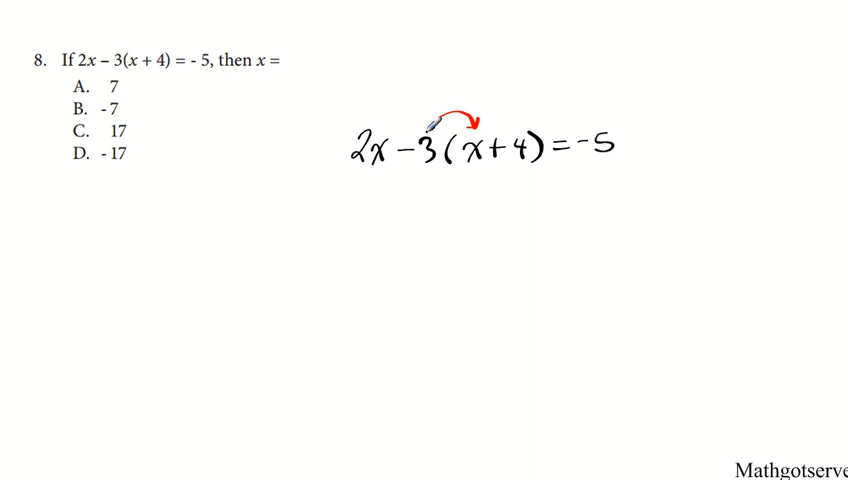 8. If 2x – 3(x + 4) = - 5, then x =
A. 7
B. - 7
C. 17
D. - 17
2x – 3(x+4) = -5
Mathgotserve